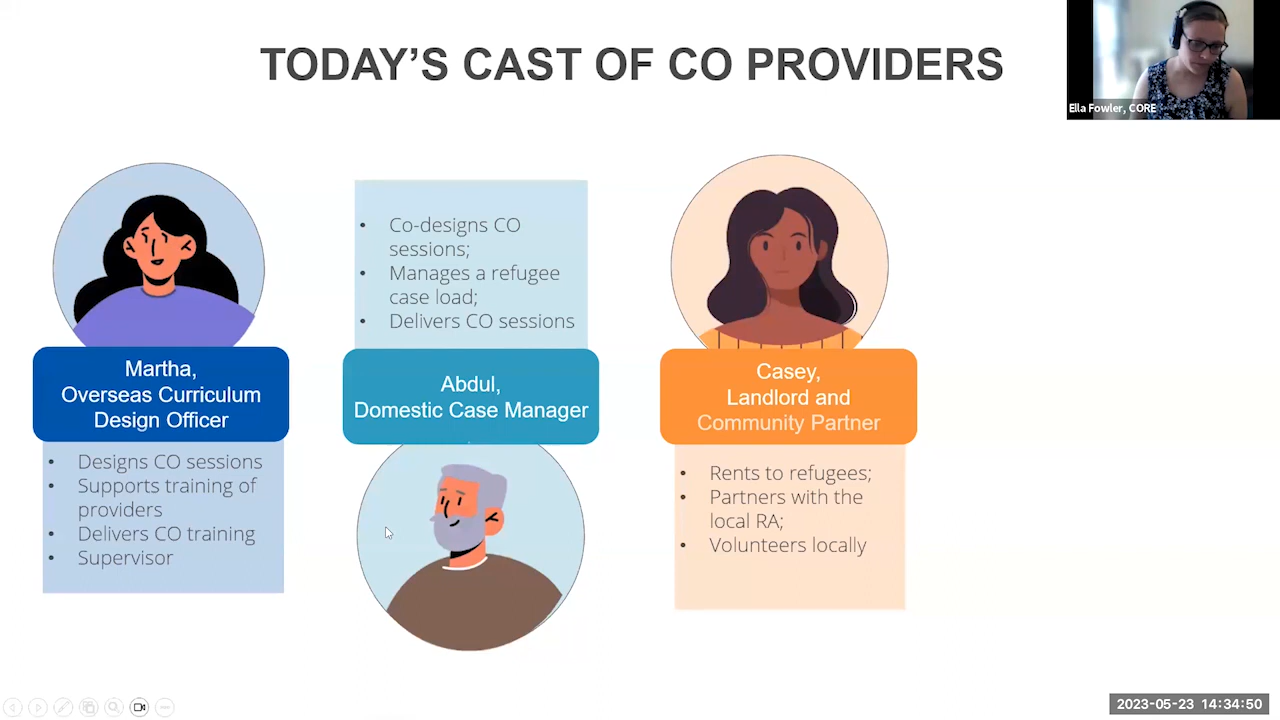 TODAY’S CAST OF CO PROVIDERS
Ella Fowler, CORE
Martha,
Overseas Curriculum
Design Officer
• Designs CO sessions
• Supports training of
providers
• Delivers CO training
• Supervisor
• Co-designs CO
sessions;
• Manages a refugee
case load;
• Delivers CO sessions
Abdul,
Domestic Case Manager
Casey,
Landlord and
Community Partner
• Rents to refugees;
• Partners with the
local RA;
• Volunteers locally
2023-05-23 14:34:50